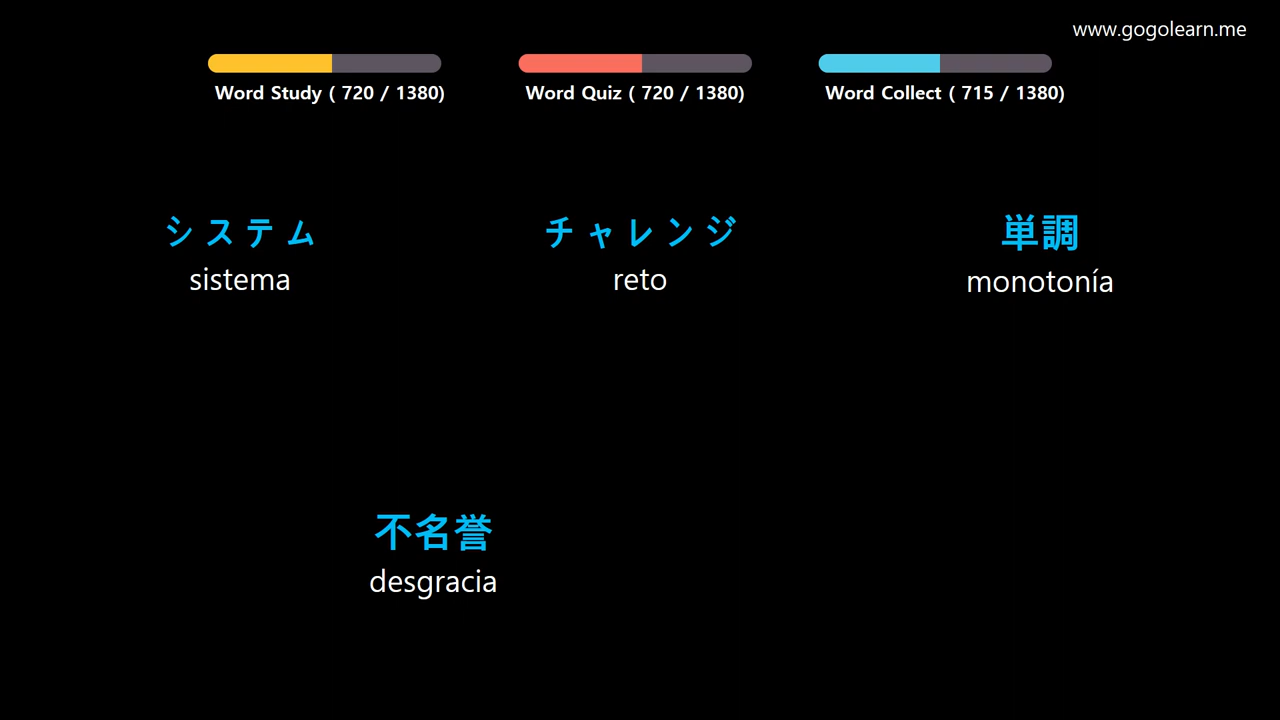 www.gogolearn.me
Word Study ( 720 / 1380)
Word Quiz ( 720 / 1380)
Word Collect ( 715 / 1380)
システム
sistema
チャレンジ
reto
単調
monotonía
不名誉
desgracia